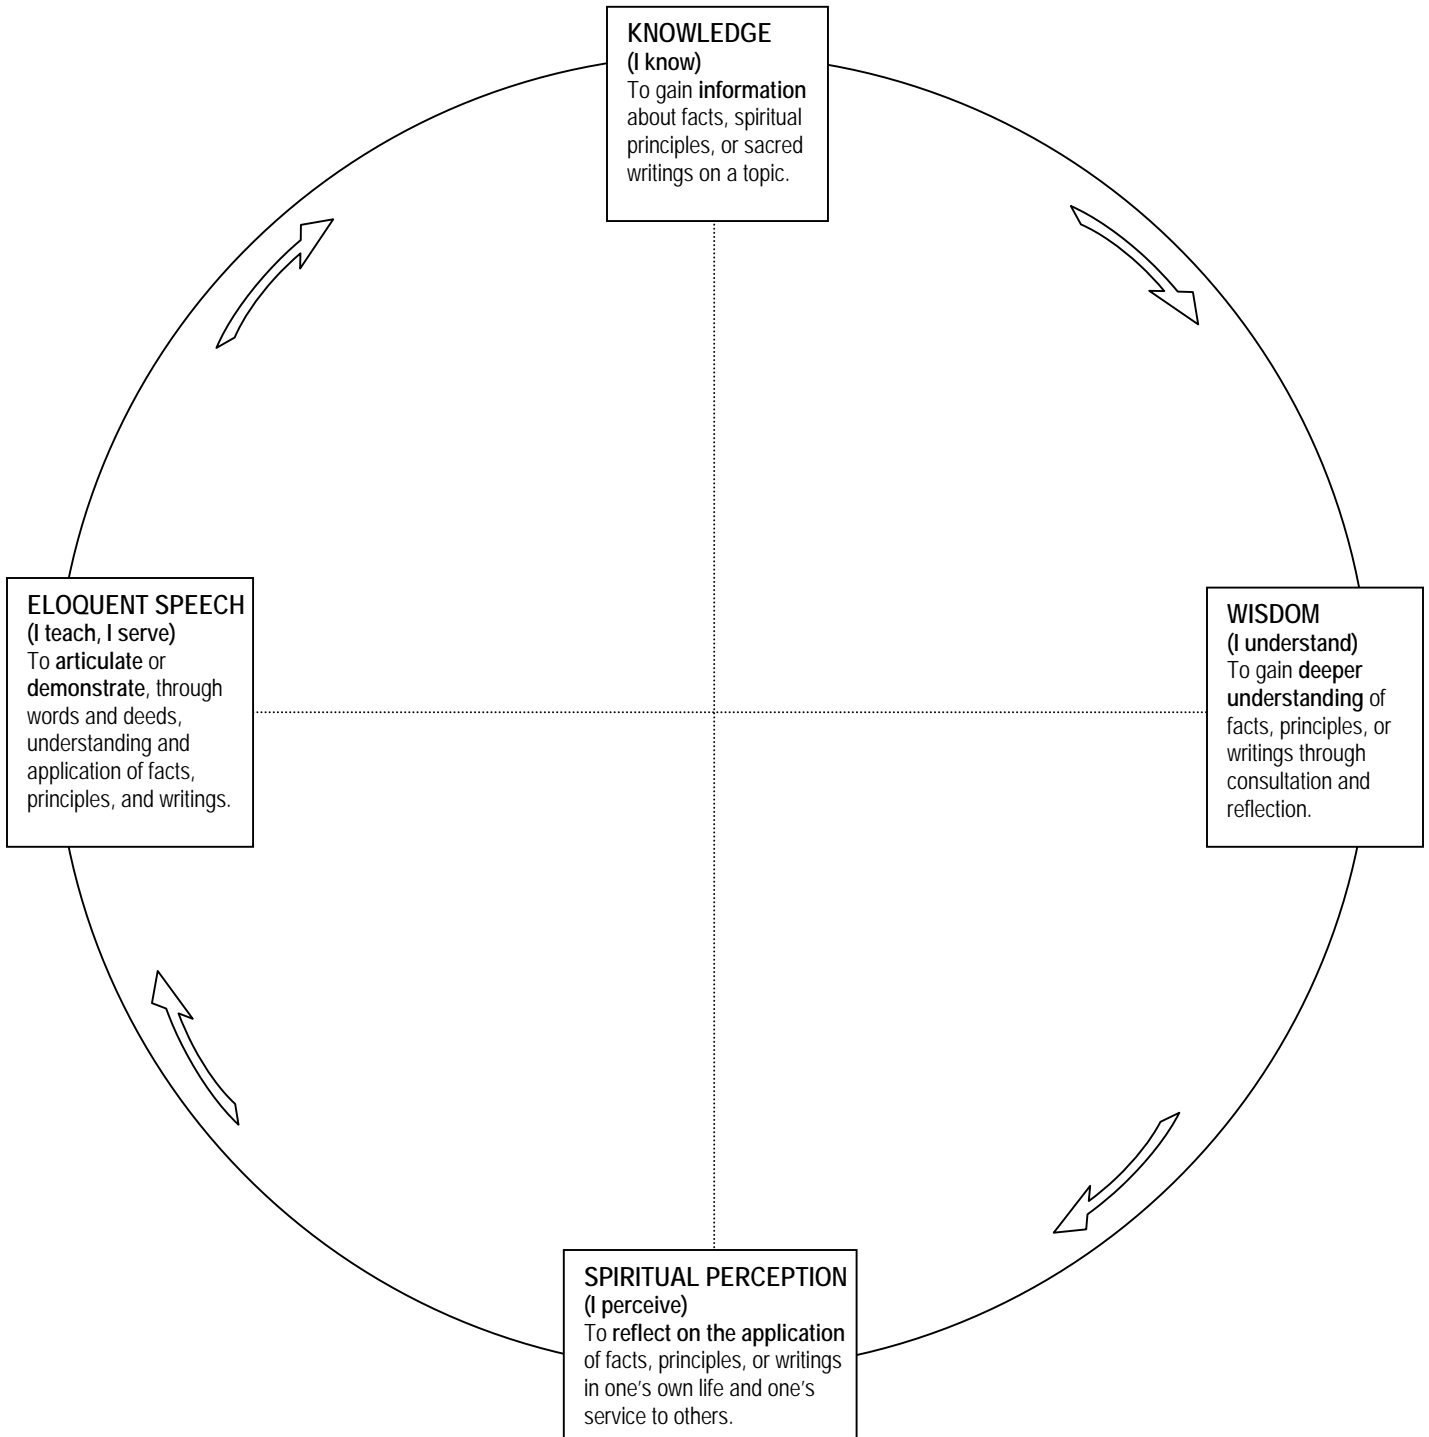 KNOWLEDGE
(I know)
To gain information
about facts, spiritual
principles, or sacred
writings on a topic.
ELOQUENT SPEECH
(I teach, I serve)
To articulate or
demonstrate, through
words and deeds,
understanding and
application of facts,
principles, and writings.
WISDOM
(I understand)
To gain deeper
understanding of
facts, principles, or
writings through
consultation and
reflection.
SPIRITUAL PERCEPTION
(I perceive)
To reflect on the application
of facts, principles, or writings
in one's own life and one's
service to others.